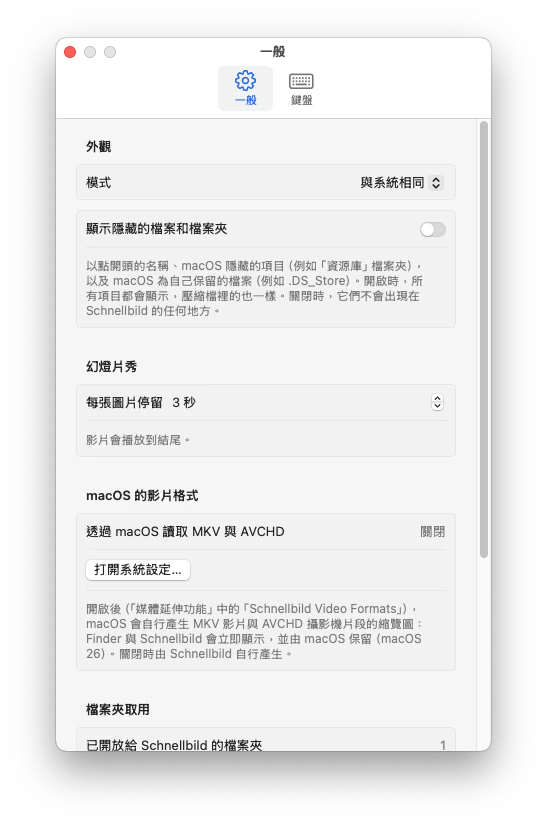 一般
一般
鍵盤
外觀
模式
與系統相同
顯示隱藏的檔案和檔案夾
以點開頭的名稱、macOS 隱藏的項目（例如「資源庫」檔案夾），
以及 macOS 為自己保留的檔案（例如 .DS_Store）。開啟時，所
有項目都會顯示，壓縮檔裡的也一樣。關閉時，它們不會出現在
Schnellbild 的任何地方。
幻燈片秀
每張圖片停留 3 秒
影片會播放到結尾。
macOS 的影片格式
透過 macOS 讀取 MKV 與 AVCHD
關閉
打開系統設定...
開啟後（「媒體延伸功能」中的「Schnellbild Video Formats」），
macOS 會自行產生 MKV 影片與 AVCHD 攝影機片段的縮覽圖：
Finder 與 Schnellbild 會立即顯示，並由 macOS 保留（macOS
26）。關閉時由 Schnellbild 自行產生。
檔案夾取用
已開放給 Schnellbild 的檔案夾
1